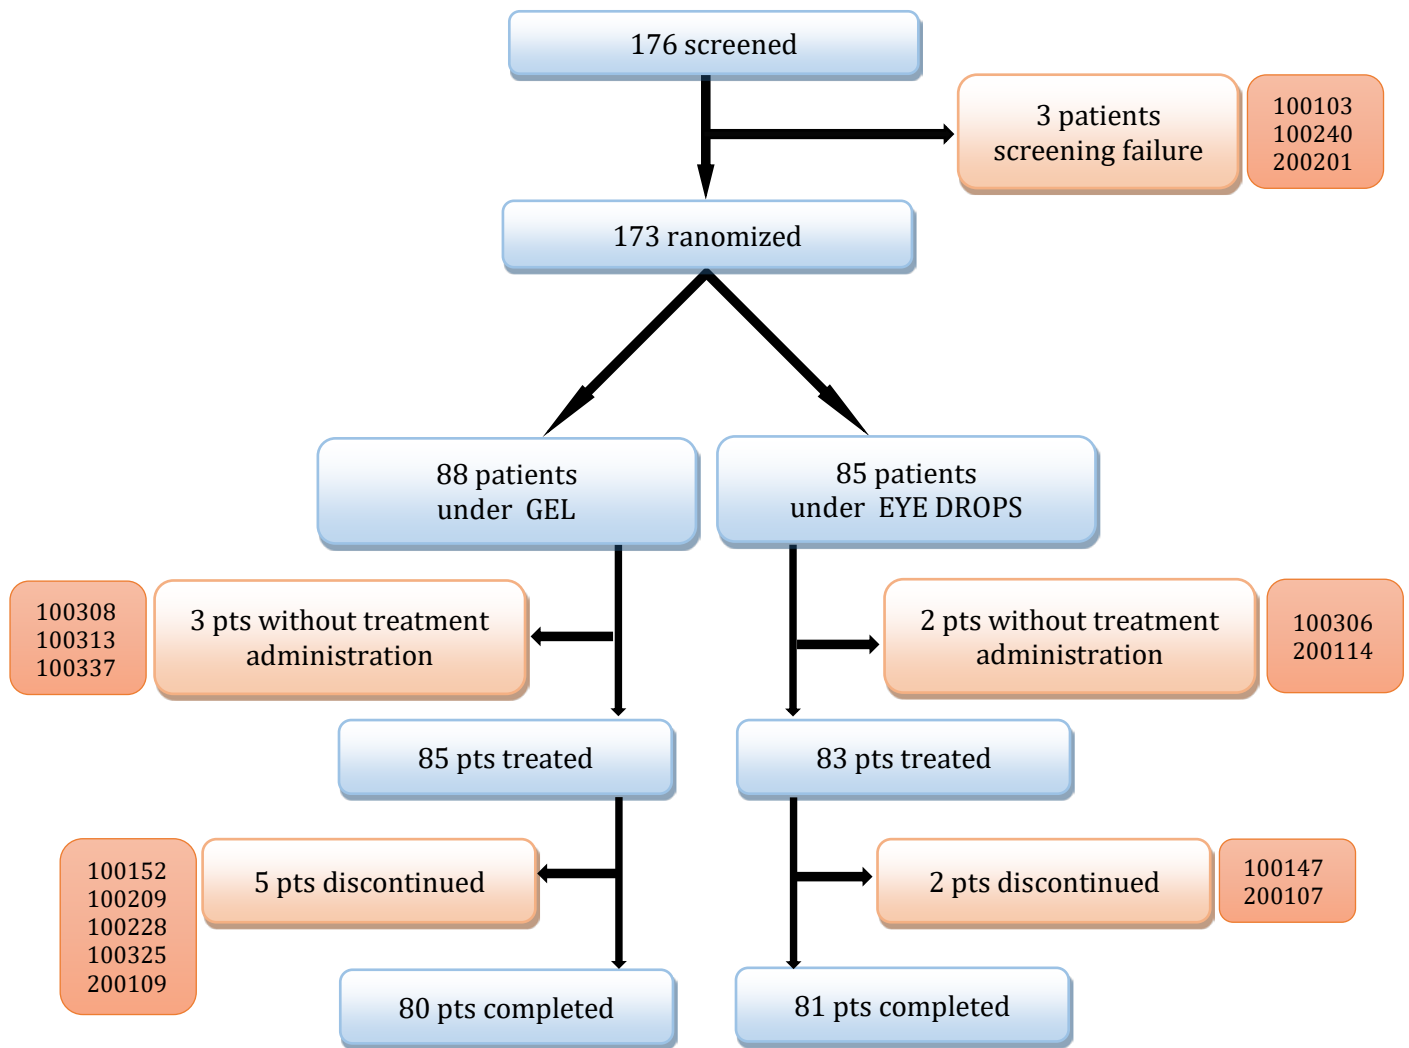 176 screened
3 patients
screening failure
100103
100240
200201
173 ranomized
88 patients
under GEL
85 patients
under EYE DROPS
100308
100313
100337
3 pts without treatment
administration
2 pts without treatment
administration
100306
200114
85 pts treated
83 pts treated
100152
100209
100228
100325
200109
5 pts discontinued
2 pts discontinued
100147
200107
80 pts completed
81 pts completed